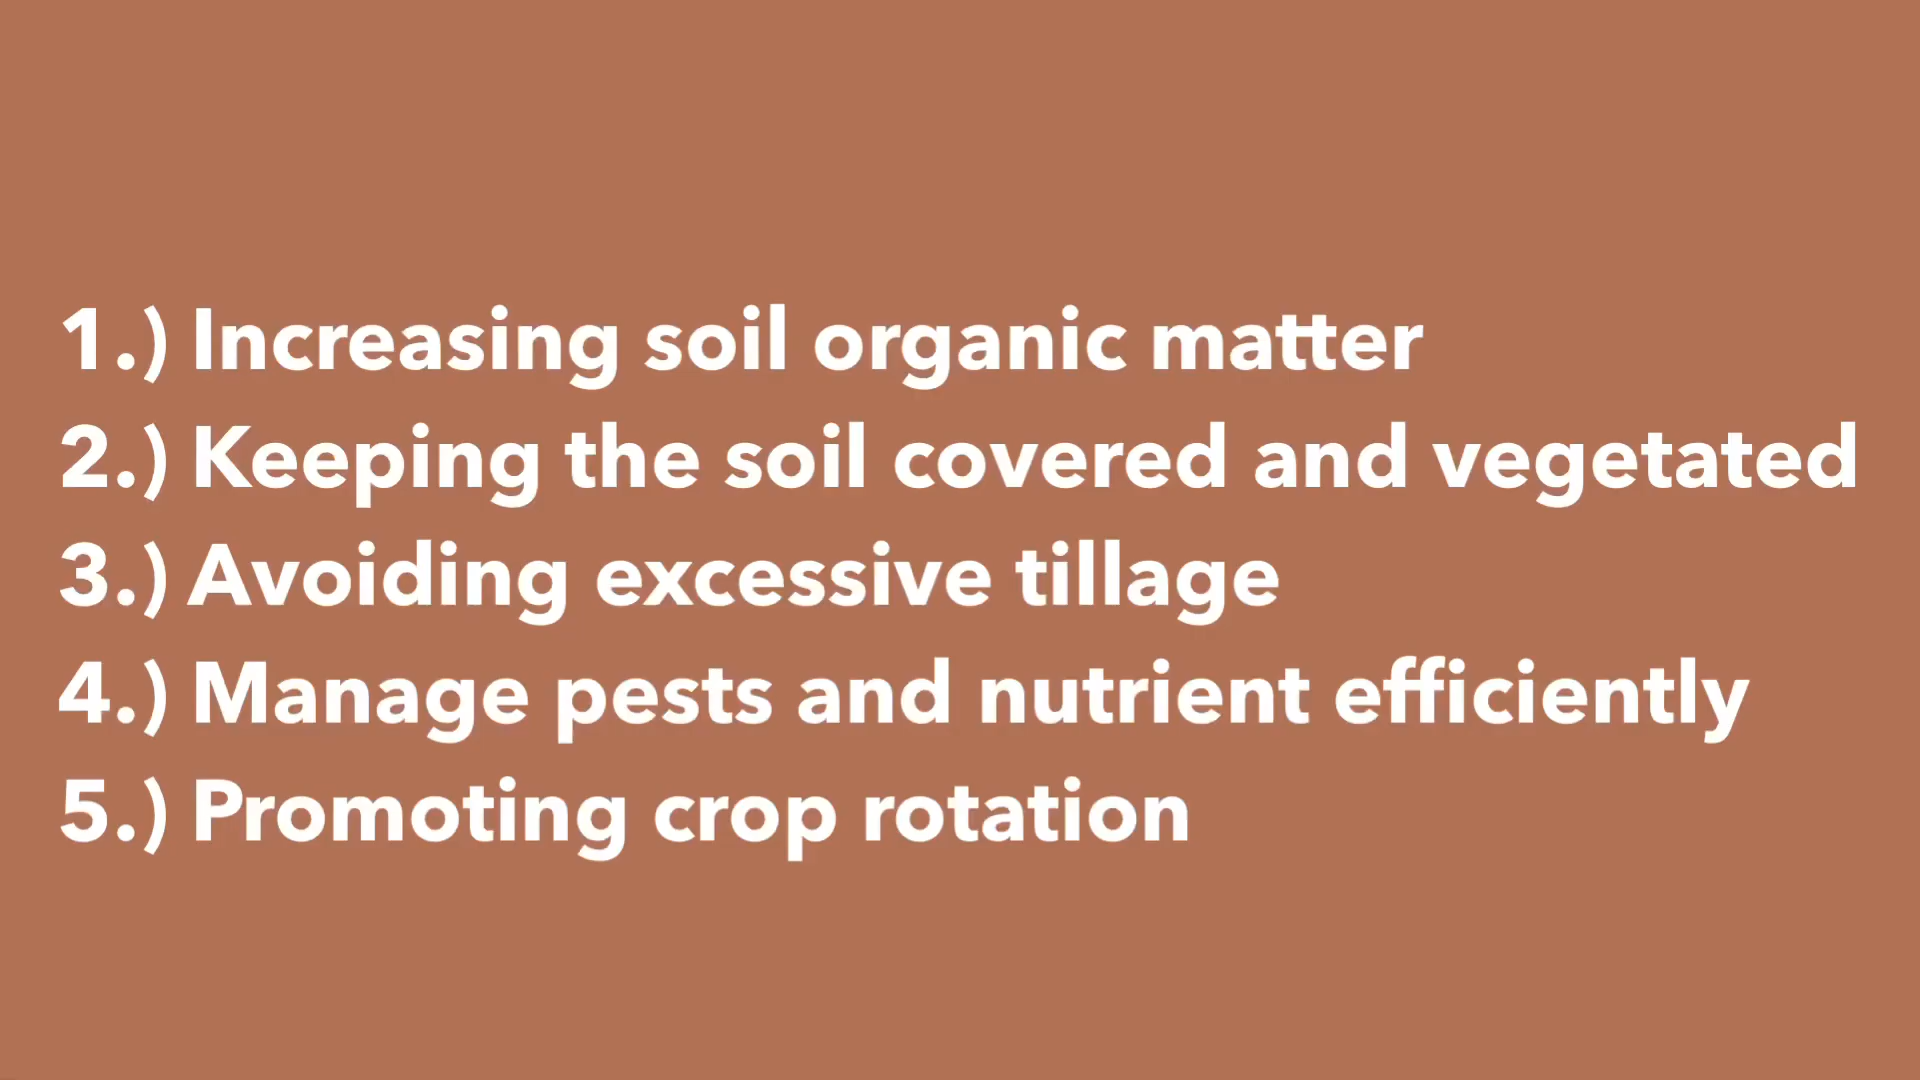 1.) Increasing soil organic matter
2.) Keeping the soil covered and vegetated
3.) Avoiding excessive tillage
4.) Manage pests and nutrient efficiently
5.) Promoting crop rotation